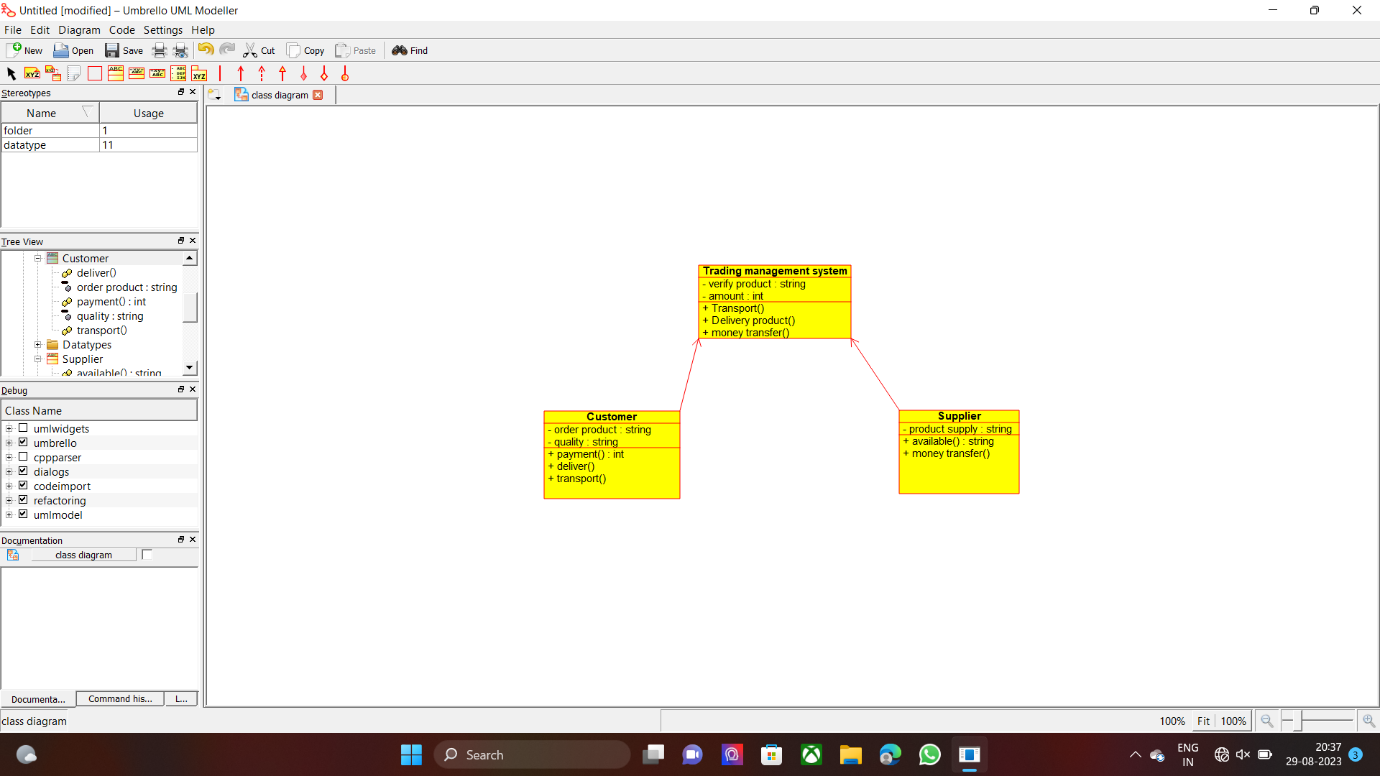 Untitled [modified] – Umbrello UML Modeller
File Edit Diagram Code Settings Help
New Open Save Cut Copy Paste Find
Stereotypes
class diagram
Name Usage
folder 1
datatype 11
Tree View
Customer
deliver()
order product : string
payment() : int
quality : string
transport()
Datatypes
Supplier
available() : string
Debug
Class Name
umlwidgets
umbrello
cppparser
dialogs
codeimport
refactoring
umlmodel
Documentation
class diagram
Documenta... Command his... L...
Trading management system
- verify product : string
- amount : int
+ Transport()
+ Delivery product()
+ money transfer()
Customer
- order product : string
- quality : string
+ payment() : int
+ deliver()
+ transport()
Supplier
- product supply : string
+ available() : string
+ money transfer()
class diagram
100% Fit 100%
Search
ENG
IN
20:37
29-08-2023
3